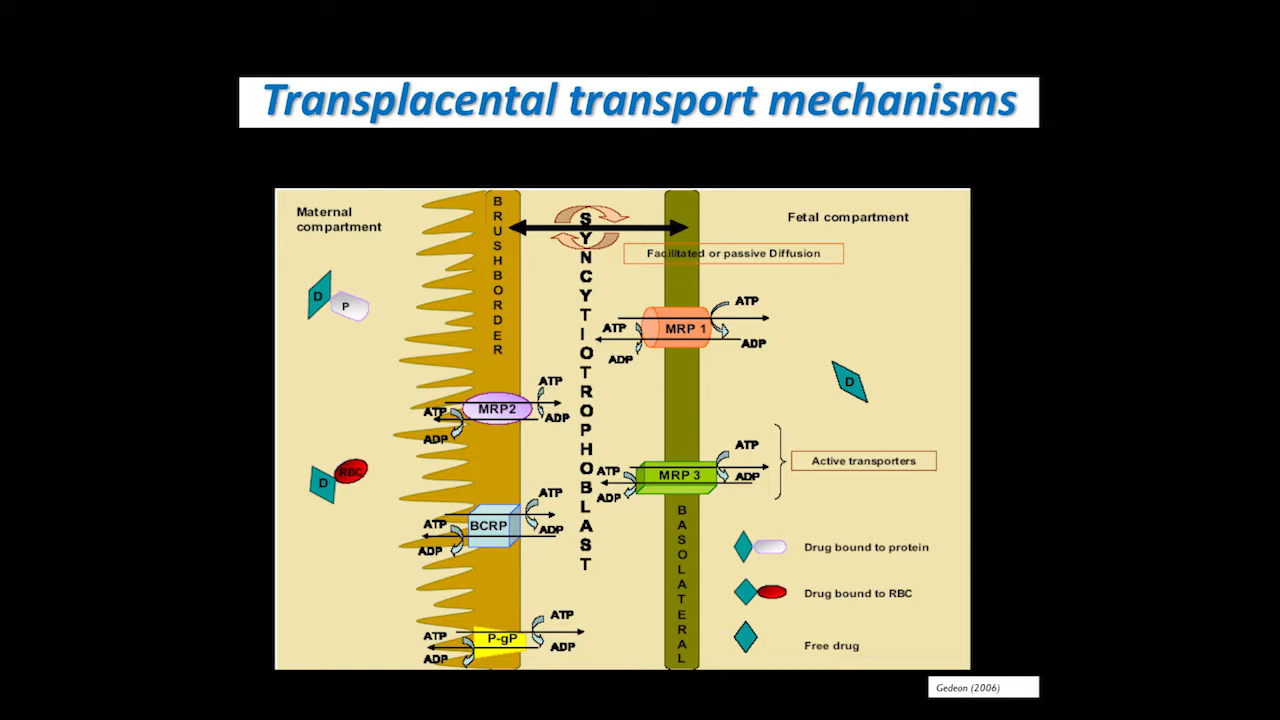 Transplacental transport mechanisms
Maternal
compartment
BRUSHBORDER
SYNCYTIOTROPHOBLAST
Fetal compartment
Facilitated or passive Diffusion
D
P
ATP
MRP 1
ATP
ADP
ADP
D
ATP
MRP2
ATP
ADP
ADP
ATP
MRP 3
ATP
ADP
ADP
Active transporters
RBC
D
ATP
BCRP
ATP
ADP
ADP
BASOLATERAL
Drug bound to protein
Drug bound to RBC
ATP
P-gP
ATP
ADP
ADP
Free drug
Gedeon (2006)